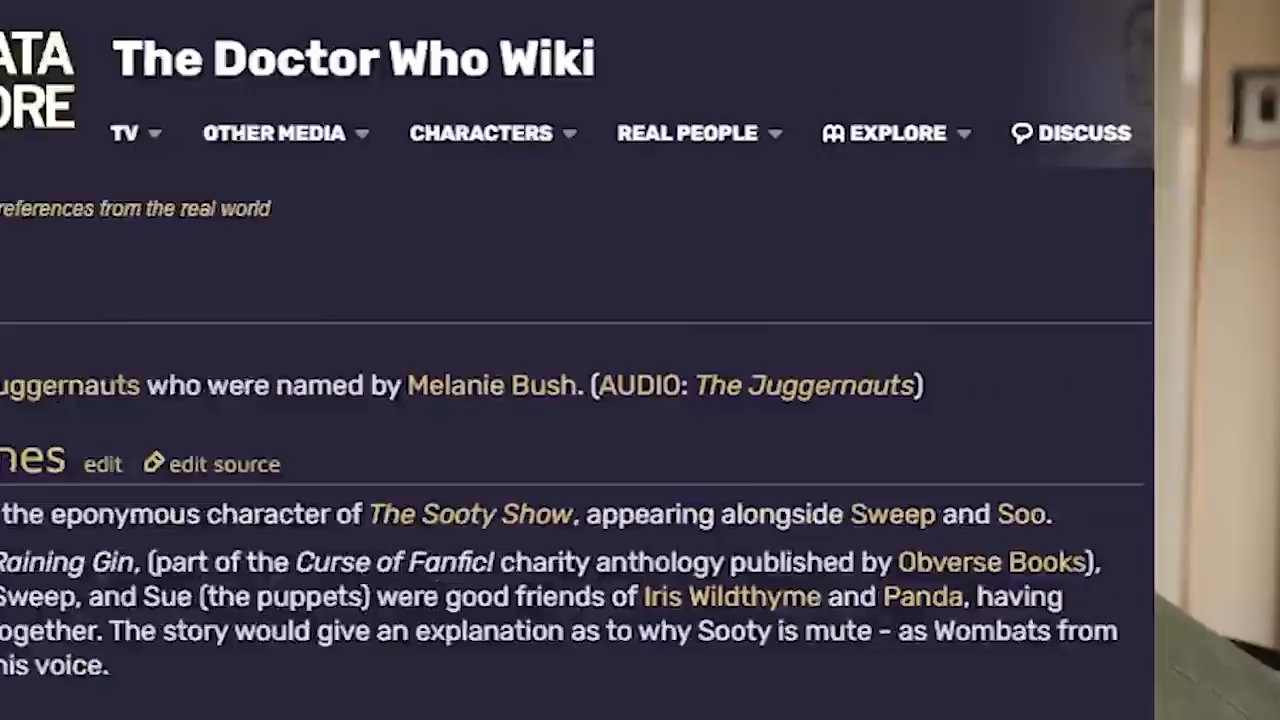 ATA
ORE
The Doctor Who Wiki
TV OTHER MEDIA CHARACTERS REAL PEOPLE EXPLORE DISCUSS
references from the real world
uggernauts who were named by Melanie Bush. (AUDIO: The Juggernauts)
nes edit edit source
the eponymous character of The Sooty Show, appearing alongside Sweep and Soo.
Raining Gin, (part of the Curse of Fanficl charity anthology published by Obverse Books),
Sweep, and Sue (the puppets) were good friends of Iris Wildthyme and Panda, having
ogether. The story would give an explanation as to why Sooty is mute - as Wombats from
his voice.